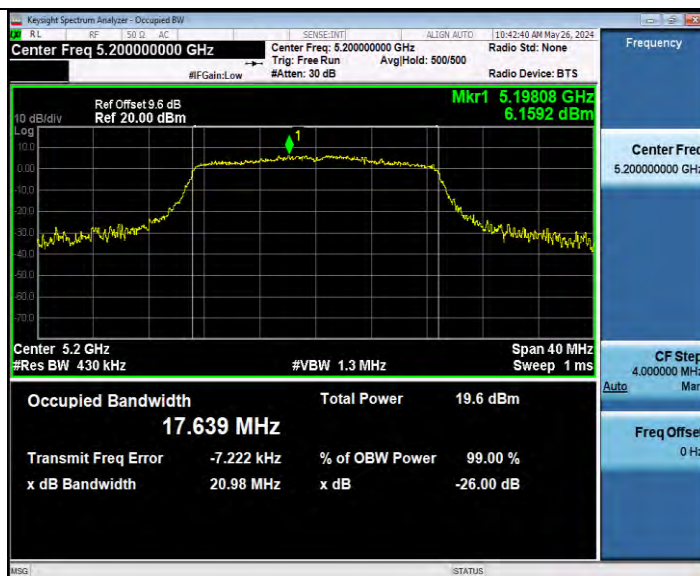 Keysight Spectrum Analyzer - Occupied BW
RL RF 50 Ω AC SENSE:INT ALIGN AUTO 10:42:40 AM May 26, 2024
Center Freq 5.200000000 GHz
Center Freq: 5.200000000 GHz
Radio Std: None
Trig: Free Run Avg|Hold: 500/500
#IFGain:Low #Atten: 30 dB Radio Device: BTS
Frequency
Ref Offset 9.6 dB
10 dB/div Ref 20.00 dBm
Mkr1 5.19808 GHz
6.1592 dBm
Log
10.0
0.00
-10.0
-20.0
-30.0
-40.0
-50.0
-60.0
-70.0
1
Center 5.2 GHz Span 40 MHz
#Res BW 430 kHz #VBW 1.3 MHz Sweep 1 ms
Occupied Bandwidth Total Power 19.6 dBm
17.639 MHz
Transmit Freq Error -7.222 kHz % of OBW Power 99.00 %
x dB Bandwidth 20.98 MHz x dB -26.00 dB
Center Freq
5.200000000 GHz
CF Step
4.000000 MHz
Auto Man
Freq Offset
0 Hz
MSG STATUS